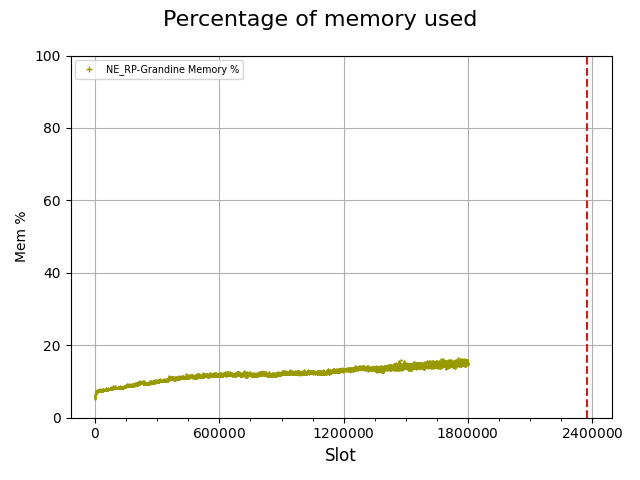 Percentage of memory used
NE_RP-Grandine Memory %
100
80
60
40
20
0
Mem %
0 600000 1200000 1800000 2400000
Slot